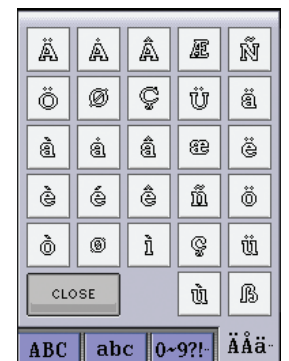 Ä Å Â Æ Ñ
Ö Ø Ç Ü ä
à å â æ ë
è é ê ñ ö
ò ø ì ç ü
CLOSE ù ß
ABC abc 0~9?!·· ÄÅä··